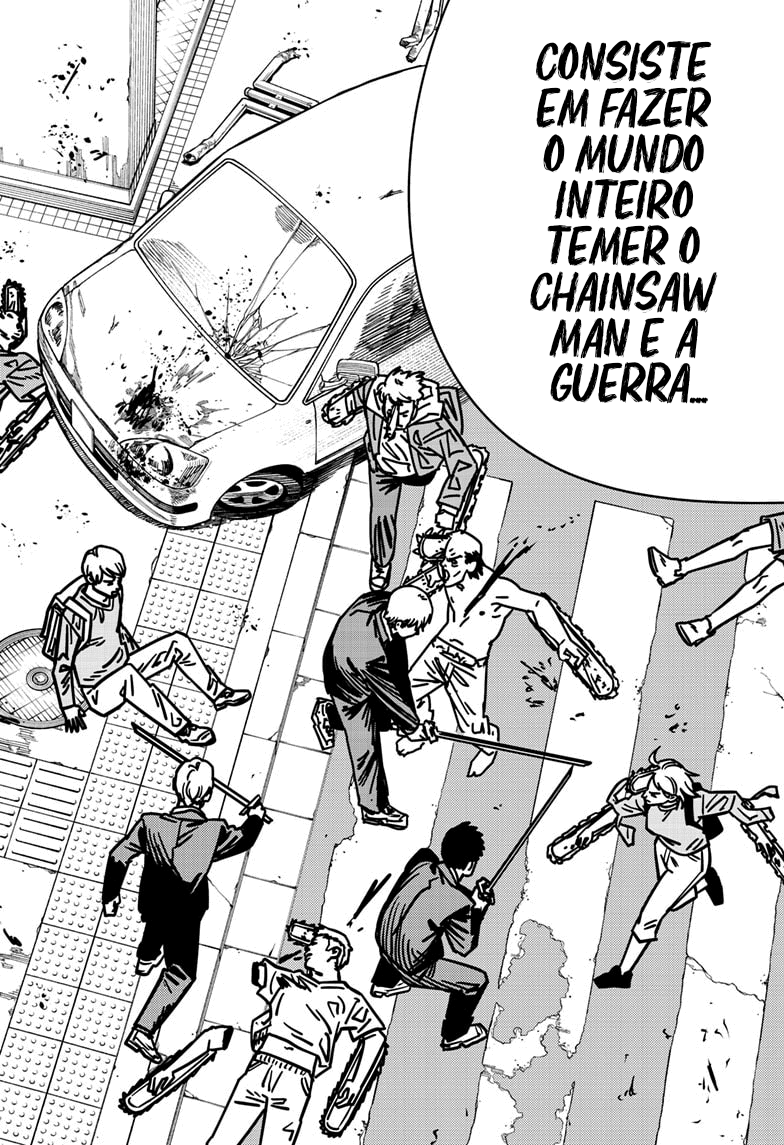 CONSISTE
EM FAZER
O MUNDO
INTEIRO
TEMER O
CHAINSAW
MAN E A
GUERRA...